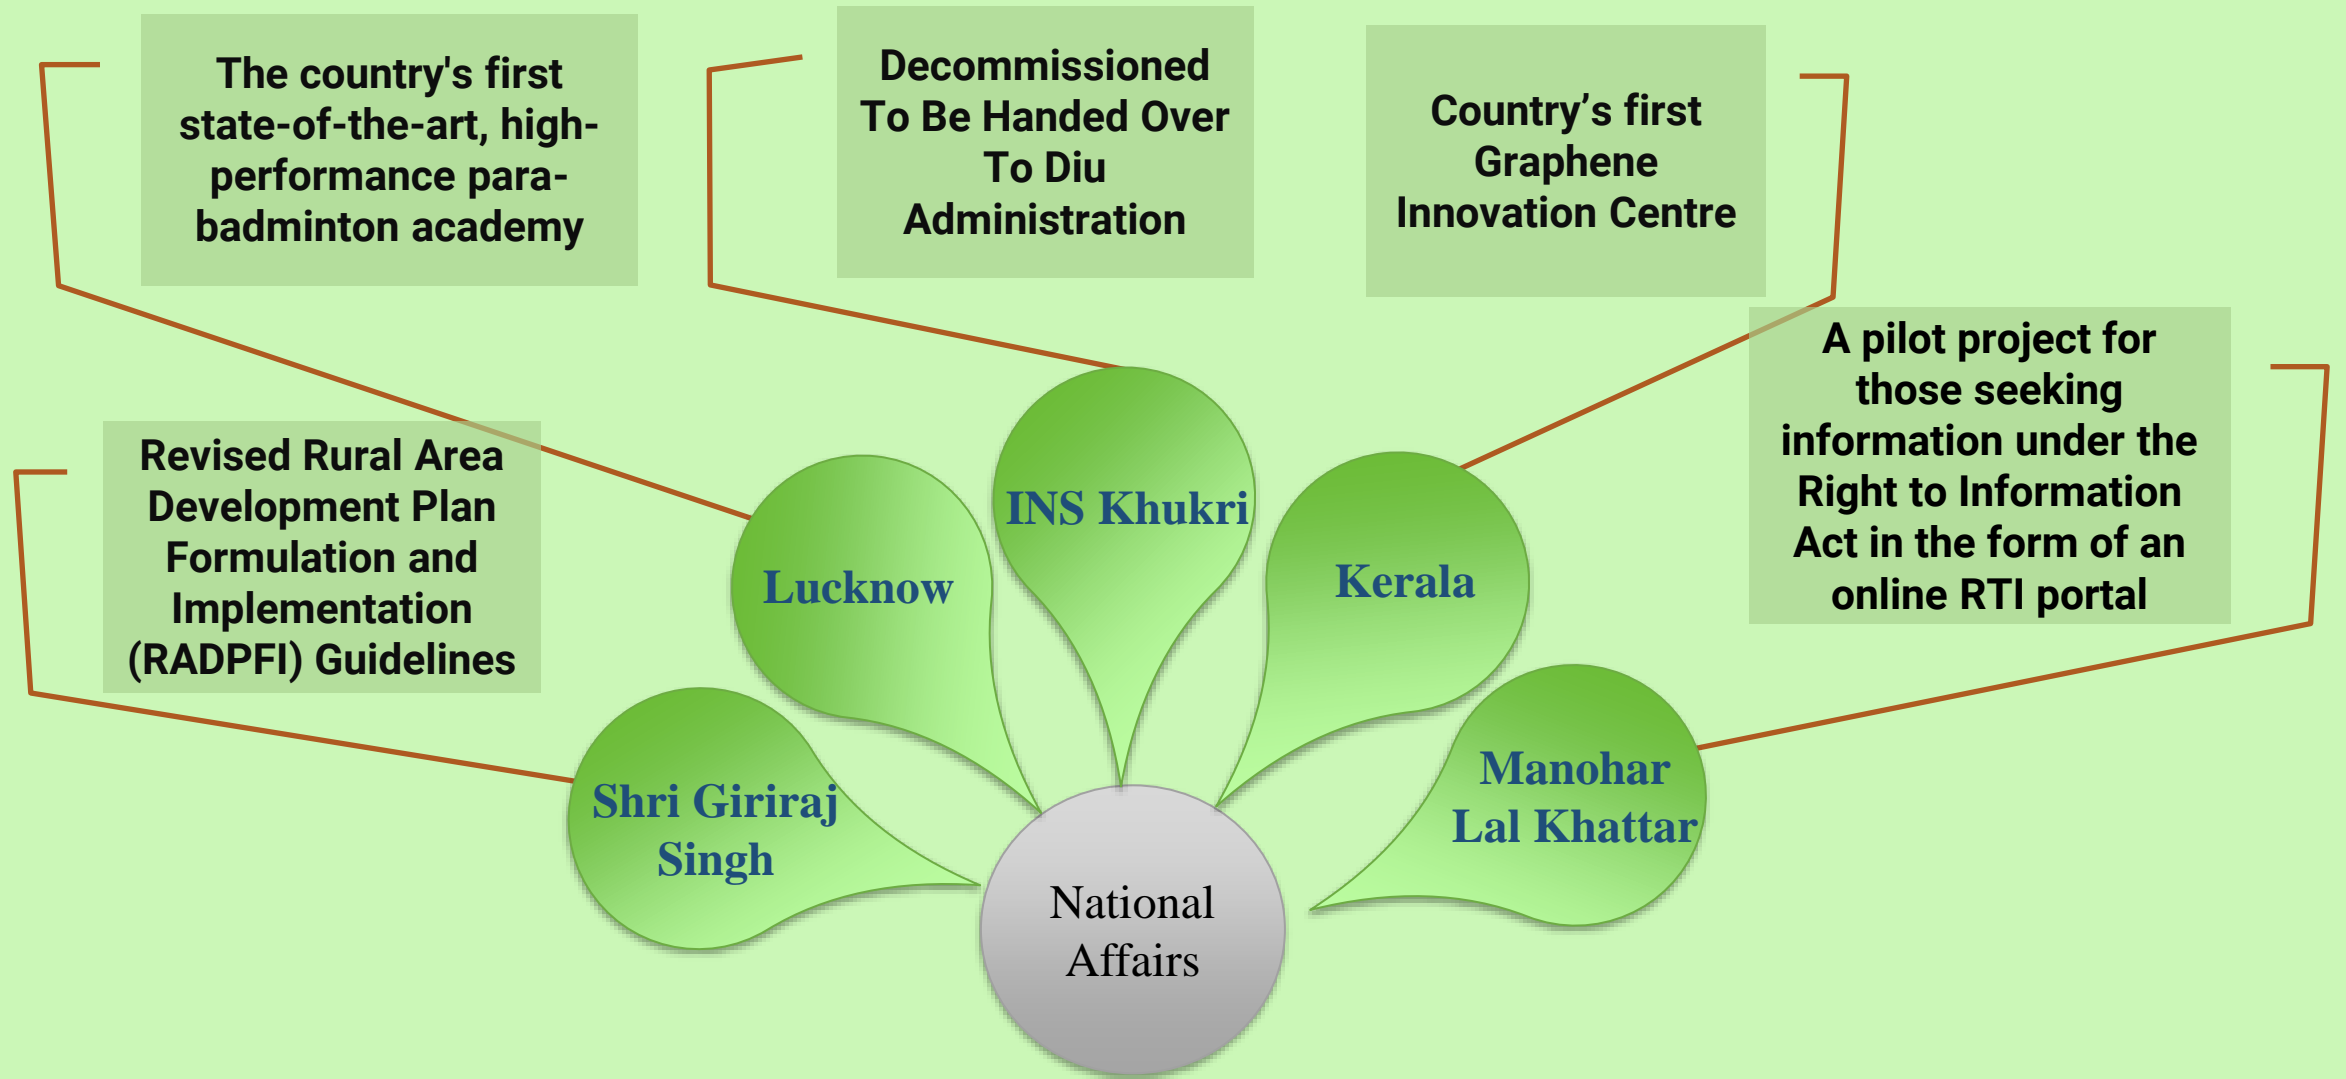 The country's first
state-of-the-art, high-
performance para-
badminton academy
Decommissioned
To Be Handed Over
To Diu
Administration
Country’s first
Graphene
Innovation Centre
A pilot project for
those seeking
information under the
Right to Information
Act in the form of an
online RTI portal
Revised Rural Area
Development Plan
Formulation and
Implementation
(RADPFI) Guidelines
INS Khukri
Lucknow
Kerala
Shri Giriraj
Singh
Manohar
Lal Khattar
National
Affairs